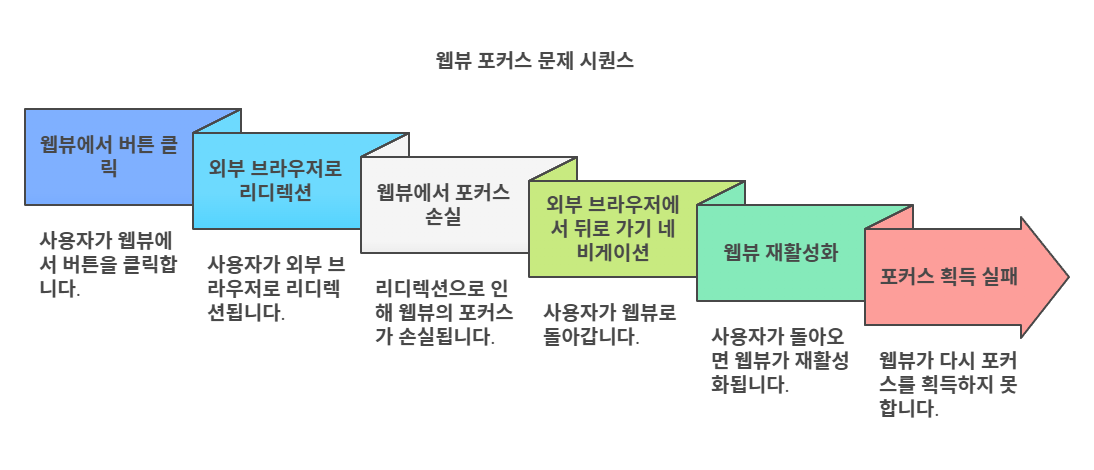 웹뷰 포커스 문제 시퀀스
웹뷰에서 버튼 클
릭
사용자가 웹뷰에
서 버튼을 클릭합
니다.
외부 브라우저로
리디렉션
사용자가 외부 브
라우저로 리디렉
션됩니다.
웹뷰에서 포커스
손실
리디렉션으로 인
해 웹뷰의 포커스
가 손실됩니다.
외부 브라우저에
서 뒤로 가기 네
비게이션
사용자가 웹뷰로
돌아갑니다.
웹뷰 재활성화
사용자가 돌아오
면 웹뷰가 재활성
화됩니다.
포커스 획득 실패
웹뷰가 다시 포커
스를 획득하지 못
합니다.